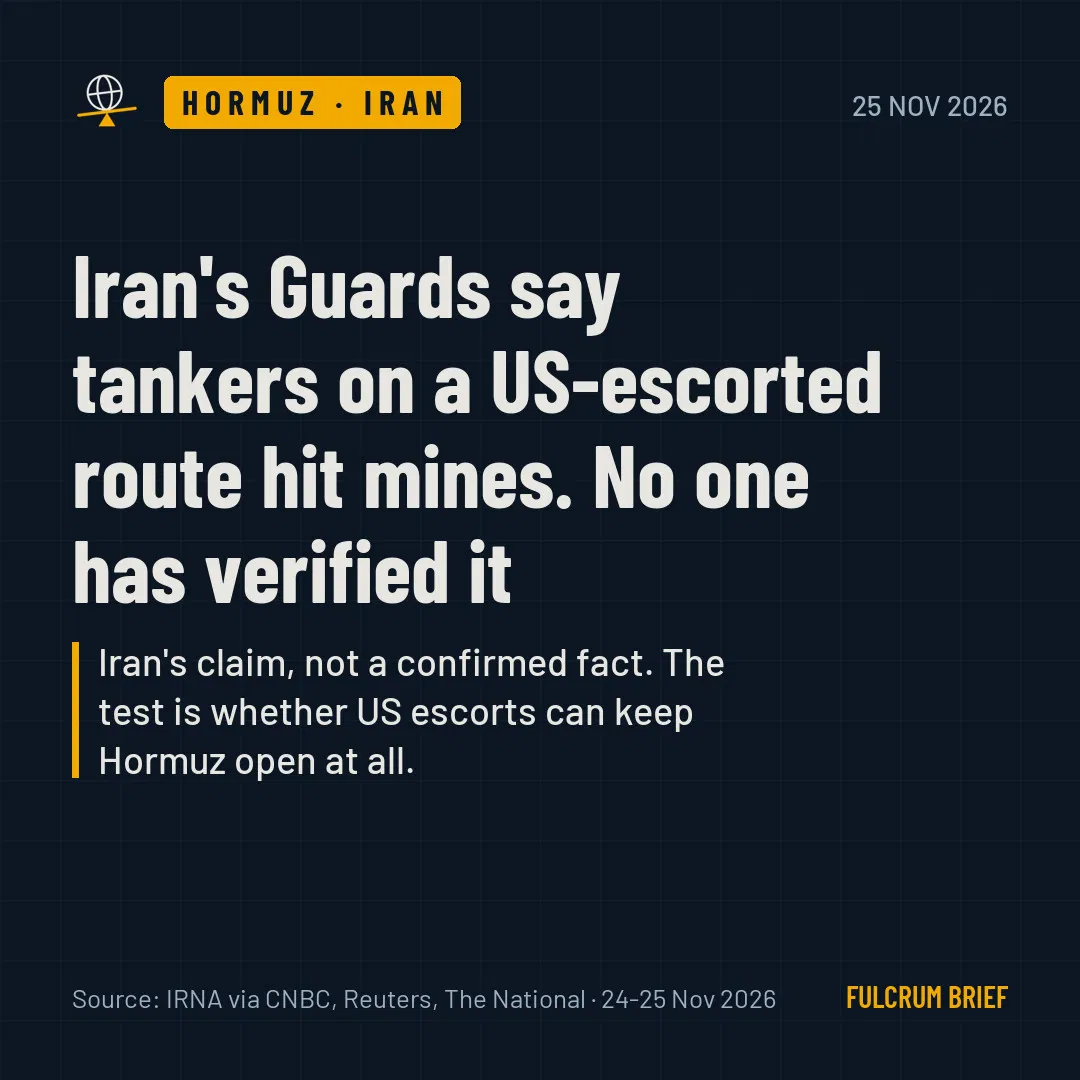 HORMUZ · IRAN
25 NOV 2026
Iran's Guards say
tankers on a US-escorted
route hit mines. No one
has verified it
Iran's claim, not a confirmed fact. The
test is whether US escorts can keep
Hormuz open at all.
Source: IRNA via CNBC, Reuters, The National · 24-25 Nov 2026
FULCRUM BRIEF